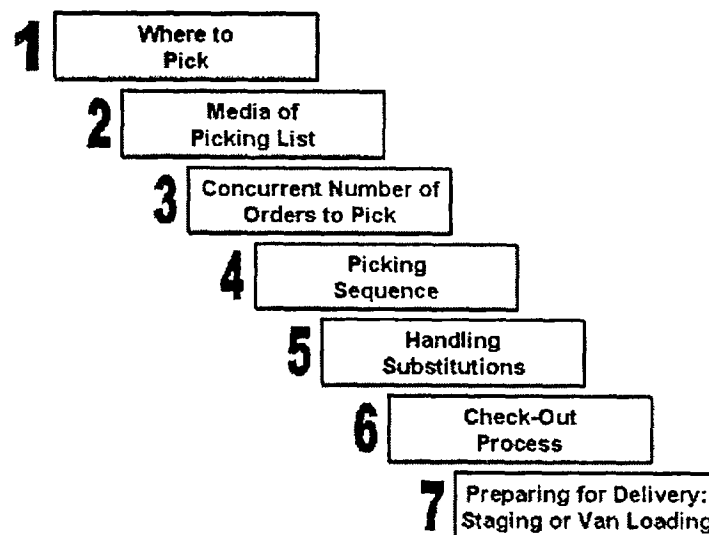 1 Where to
Pick
2 Media of
Picking List
3 Concurrent Number of
Orders to Pick
4 Picking
Sequence
5 Handling
Substitutions
6 Check-Out
Process
7 Preparing for Delivery:
Staging or Van Loading